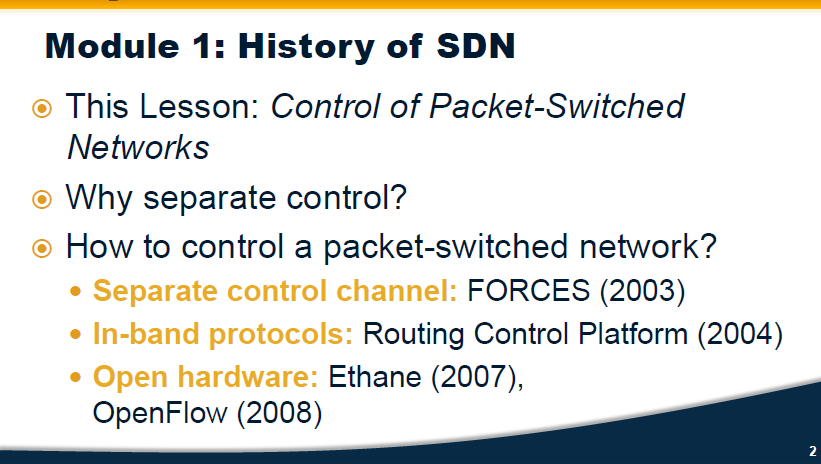 Module 1: History of SDN
This Lesson: Control of Packet-Switched
Networks
Why separate control?
How to control a packet-switched network?
Separate control channel: FORCES (2003)
In-band protocols: Routing Control Platform (2004)
Open hardware: Ethane (2007),
OpenFlow (2008)
2